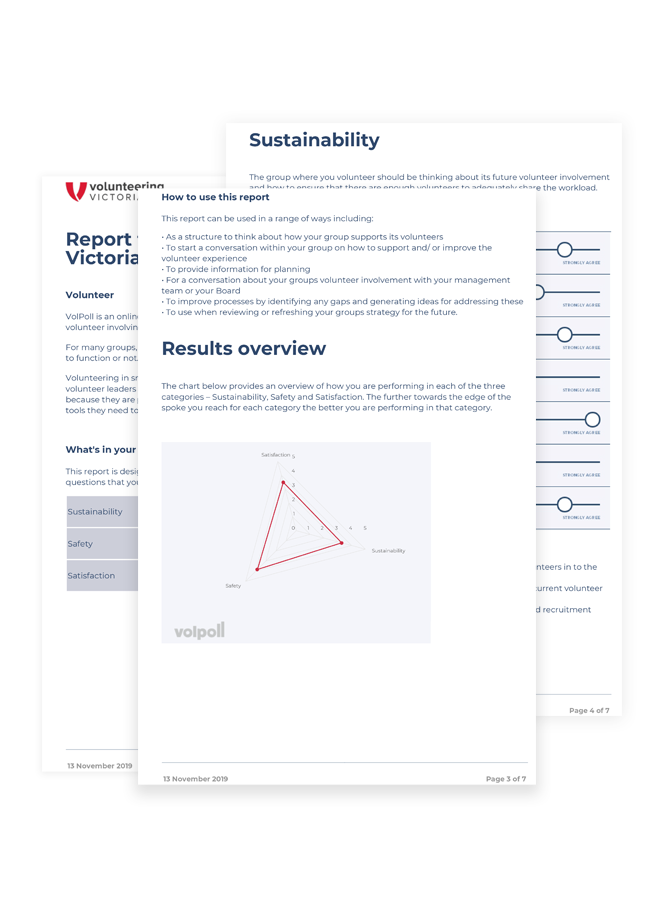 Sustainability
The group where you volunteer should be thinking about its future volunteer involvement
and how to ensure that there are enough volunteers to adequately share the workload.
STRONGLY AGREE
STRONGLY AGREE
STRONGLY AGREE
STRONGLY AGREE
STRONGLY AGREE
STRONGLY AGREE
STRONGLY AGREE
nteers in to the
current volunteer
d recruitment
Page 4 of 7
volunteering
VICTORI
Report
Victoria
Volunteer
VolPoll is an onlin
volunteer involvin
For many groups,
to function or not.
Volunteering in sr
volunteer leaders
because they are
tools they need to
What's in your
This report is desig
questions that you
Sustainability
Safety
Satisfaction
13 November 2019
How to use this report
This report can be used in a range of ways including:
• As a structure to think about how your group supports its volunteers
• To start a conversation within your group on how to support and/ or improve the
volunteer experience
• To provide information for planning
• For a conversation about your groups volunteer involvement with your management
team or your Board
• To improve processes by identifying any gaps and generating ideas for addressing these
• To use when reviewing or refreshing your groups strategy for the future.
Results overview
The chart below provides an overview of how you are performing in each of the three
categories – Sustainability, Safety and Satisfaction. The further towards the edge of the
spoke you reach for each category the better you are performing in that category.
Satisfaction 5
4
3
2
1
0 1 2 3 4 5
Sustainability
Safety
volpoll
13 November 2019
Page 3 of 7